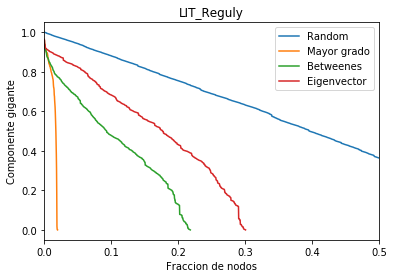 LIT_Reguly
Componente gigante
1.0
0.8
0.6
0.4
0.2
0.0
Random
Mayor grado
Betweenes
Eigenvector
0.0 0.1 0.2 0.3 0.4 0.5
Fraccion de nodos